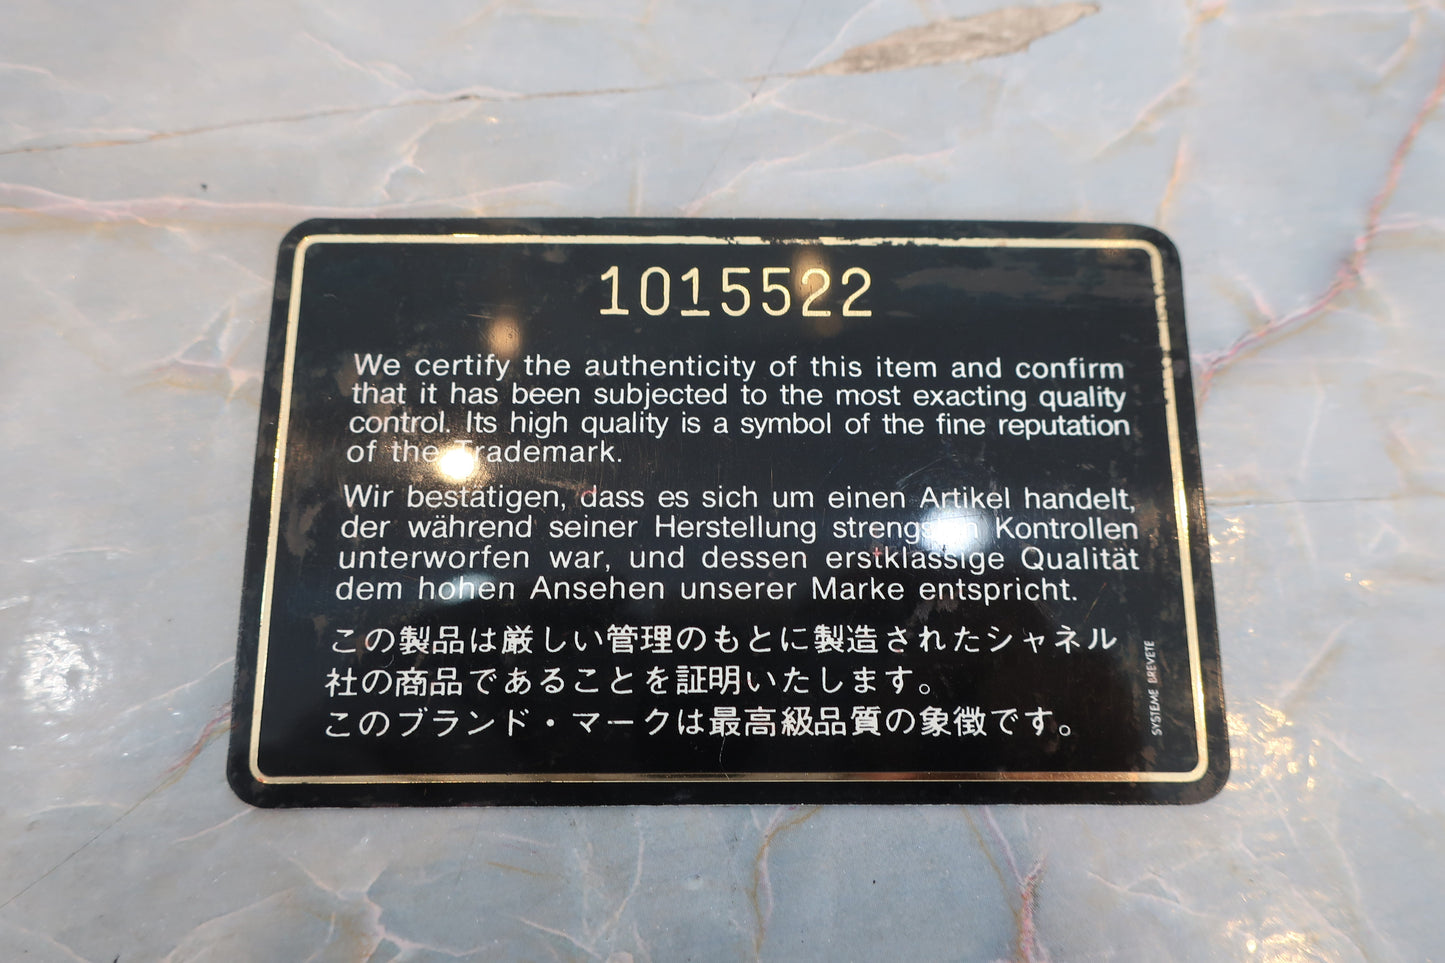 1015522
We certify the authenticity of this item and confirm
that it has been subjected to the most exacting quality
control. Its high quality is a symbol of the fine reputation
of the Trademark.
Wir bestätigen, dass es sich um einen Artikel handelt,
der während seiner Herstellung strengsten Kontrollen
unterworfen war, und dessen erstklassige Qualität
dem hohen Ansehen unserer Marke entspricht.
この製品は厳しい管理のもとに製造されたシャネル
社の商品であることを証明いたします。
このブランド・マークは最高級品質の象徴です。
SYSTEME BREVETE